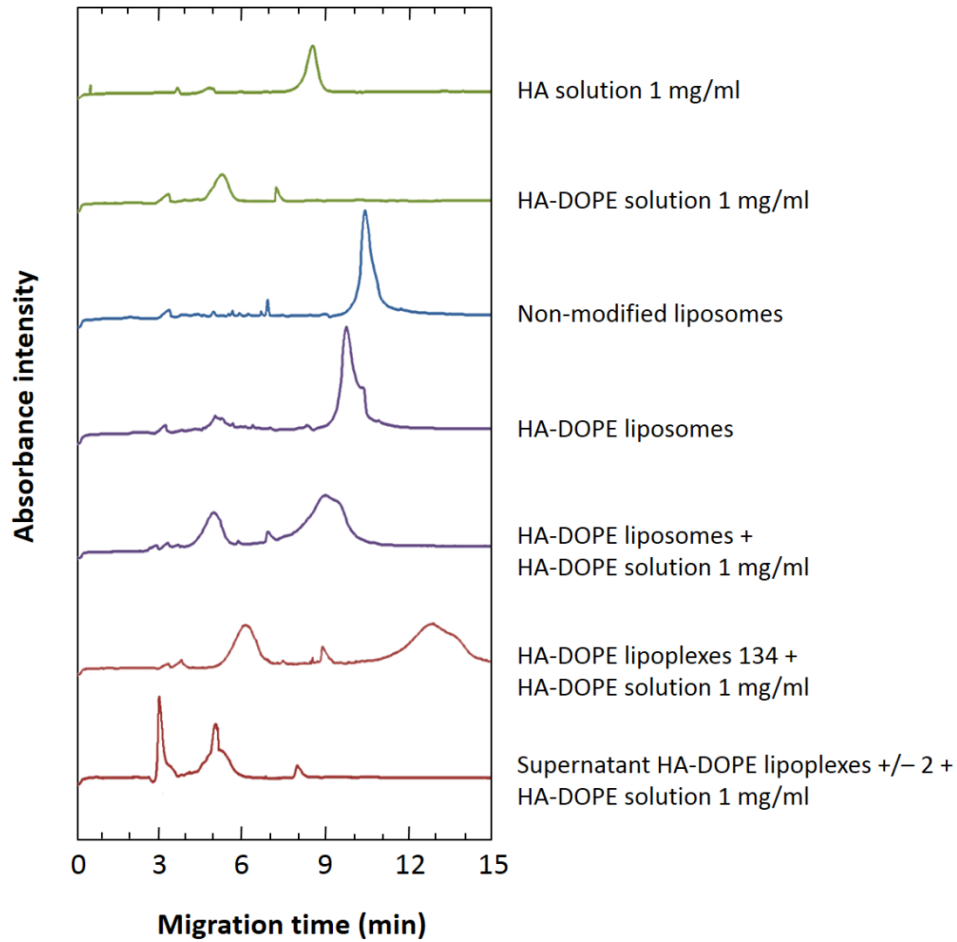 HA solution 1 mg/ml
HA-DOPE solution 1 mg/ml
Non-modified liposomes
HA-DOPE liposomes
HA-DOPE liposomes +
HA-DOPE solution 1 mg/ml
HA-DOPE lipoplexes 134 +
HA-DOPE solution 1 mg/ml
Supernatant HA-DOPE lipoplexes +/− 2 +
HA-DOPE solution 1 mg/ml
Absorbance intensity
0 3 6 9 12 15
Migration time (min)